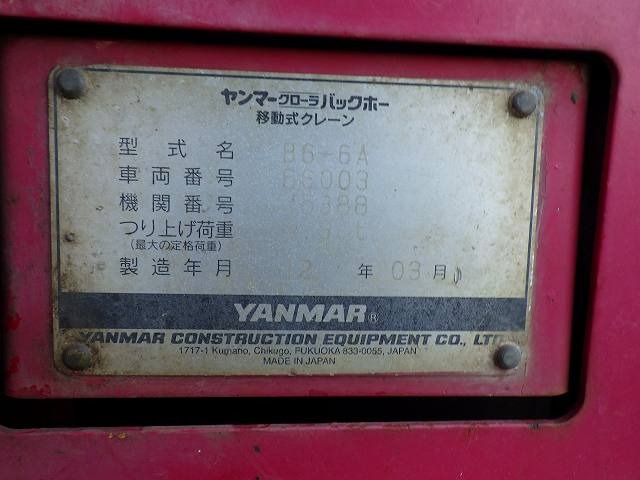 ヤンマークローラバックホー
移動式クレーン
型式名 B6-6A
車両番号
機関番号
つり上げ荷重
(最大の定格荷重)
製造年月 年 03月
YANMAR®
YANMAR CONSTRUCTION EQUIPMENT CO., LTD
1717-1 Kumano, Chikugo, FUKUOKA 833-0055, JAPAN
MADE IN JAPAN